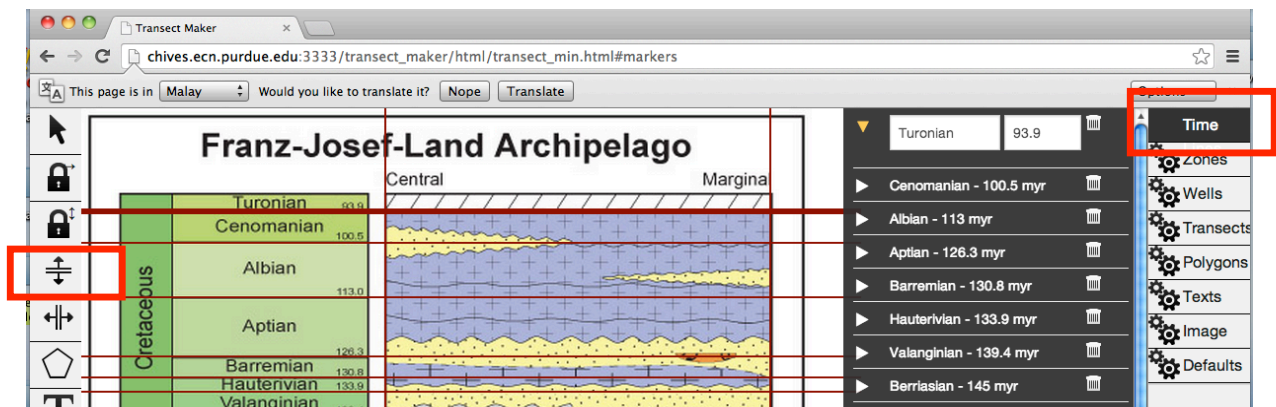 Transect Maker
chives.ecn.purdue.edu:3333/transect_maker/html/transect_min.html#markers
This page is in Malay Would you like to translate it? Nope Translate Options
Franz-Josef-Land Archipelago
Central Marginal
Cretaceous
Turonian 93.9
Cenomanian 100.5
Albian 113.0
Aptian 126.3
Barremian 130.8
Hauterivian 133.9
Valanginian
T
Turonian 93.9
Cenomanian - 100.5 myr
Albian - 113 myr
Aptian - 126.3 myr
Barremian - 130.8 myr
Hauterivian - 133.9 myr
Valanginian - 139.4 myr
Berriasian - 145 myr
Time
Zones
Wells
Transects
Polygons
Texts
Image
Defaults